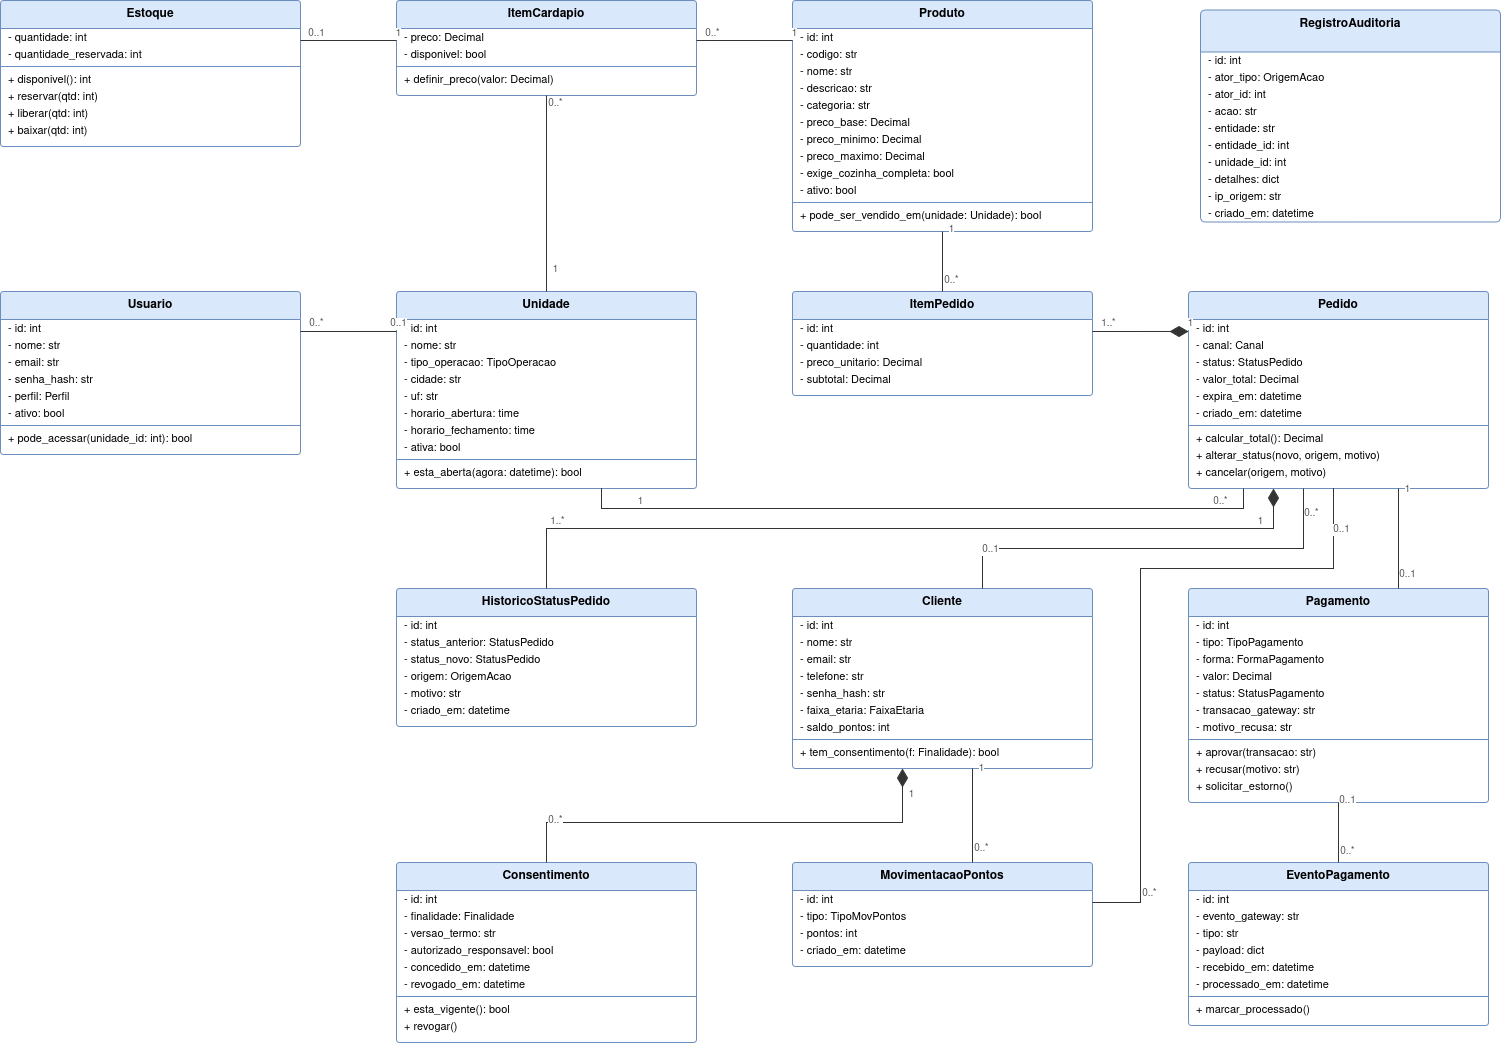 Estoque
- quantidade: int
- quantidade_reservada: int
+ disponivel(): int
+ reservar(qtd: int)
+ liberar(qtd: int)
+ baixar(qtd: int)
0..1
1
ItemCardapio
- preco: Decimal
- disponivel: bool
+ definir_preco(valor: Decimal)
0..*
1
0..*
1
Produto
- id: int
- codigo: str
- nome: str
- descricao: str
- categoria: str
- preco_base: Decimal
- preco_minimo: Decimal
- preco_maximo: Decimal
- exige_cozinha_completa: bool
- ativo: bool
+ pode_ser_vendido_em(unidade: Unidade): bool
1
0..*
RegistroAuditoria
- id: int
- ator_tipo: OrigemAcao
- ator_id: int
- acao: str
- entidade: str
- entidade_id: int
- unidade_id: int
- detalhes: dict
- ip_origem: str
- criado_em: datetime
Usuario
- id: int
- nome: str
- email: str
- senha_hash: str
- perfil: Perfil
- ativo: bool
+ pode_acessar(unidade_id: int): bool
0..*
0..1
Unidade
id: int
- nome: str
- tipo_operacao: TipoOperacao
- cidade: str
- uf: str
- horario_abertura: time
- horario_fechamento: time
- ativa: bool
+ esta_aberta(agora: datetime): bool
ItemPedido
- id: int
- quantidade: int
- preco_unitario: Decimal
- subtotal: Decimal
1..*
1
Pedido
- id: int
- canal: Canal
- status: StatusPedido
- valor_total: Decimal
- expira_em: datetime
- criado_em: datetime
+ calcular_total(): Decimal
+ alterar_status(novo, origem, motivo)
+ cancelar(origem, motivo)
1
0..*
1..*
1
0..*
0..1
0..1
1
0..1
HistoricoStatusPedido
- id: int
- status_anterior: StatusPedido
- status_novo: StatusPedido
- origem: OrigemAcao
- motivo: str
- criado_em: datetime
Cliente
- id: int
- nome: str
- email: str
- telefone: str
- senha_hash: str
- faixa_etaria: FaixaEtaria
- saldo_pontos: int
+ tem_consentimento(f: Finalidade): bool
Pagamento
- id: int
- tipo: TipoPagamento
- forma: FormaPagamento
- valor: Decimal
- status: StatusPagamento
- transacao_gateway: str
- motivo_recusa: str
+ aprovar(transacao: str)
+ recusar(motivo: str)
+ solicitar_estorno()
1
0..*
1
0..*
0..*
0..1
0..*
Consentimento
- id: int
- finalidade: Finalidade
- versao_termo: str
- autorizado_responsavel: bool
- concedido_em: datetime
- revogado_em: datetime
+ esta_vigente(): bool
+ revogar()
MovimentacaoPontos
- id: int
- tipo: TipoMovPontos
- pontos: int
- criado_em: datetime
EventoPagamento
- id: int
- evento_gateway: str
- tipo: str
- payload: dict
- recebido_em: datetime
- processado_em: datetime
+ marcar_processado()